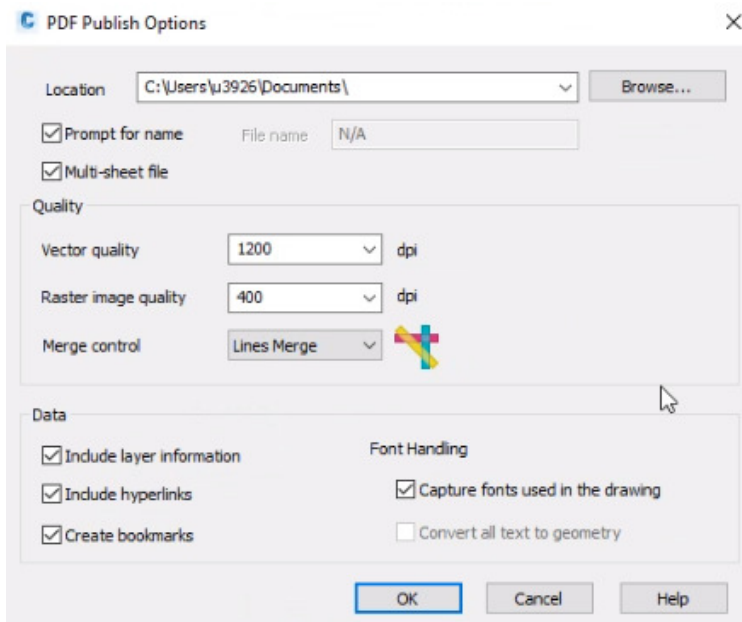 C PDF Publish Options
Location C:\Users\u3926\Documents\ Browse...
Prompt for name File name N/A
Multi-sheet file
Quality
Vector quality 1200 dpi
Raster image quality 400 dpi
Merge control Lines Merge
Data
Include layer information Font Handling
Include hyperlinks Capture fonts used in the drawing
Create bookmarks Convert all text to geometry
OK Cancel Help